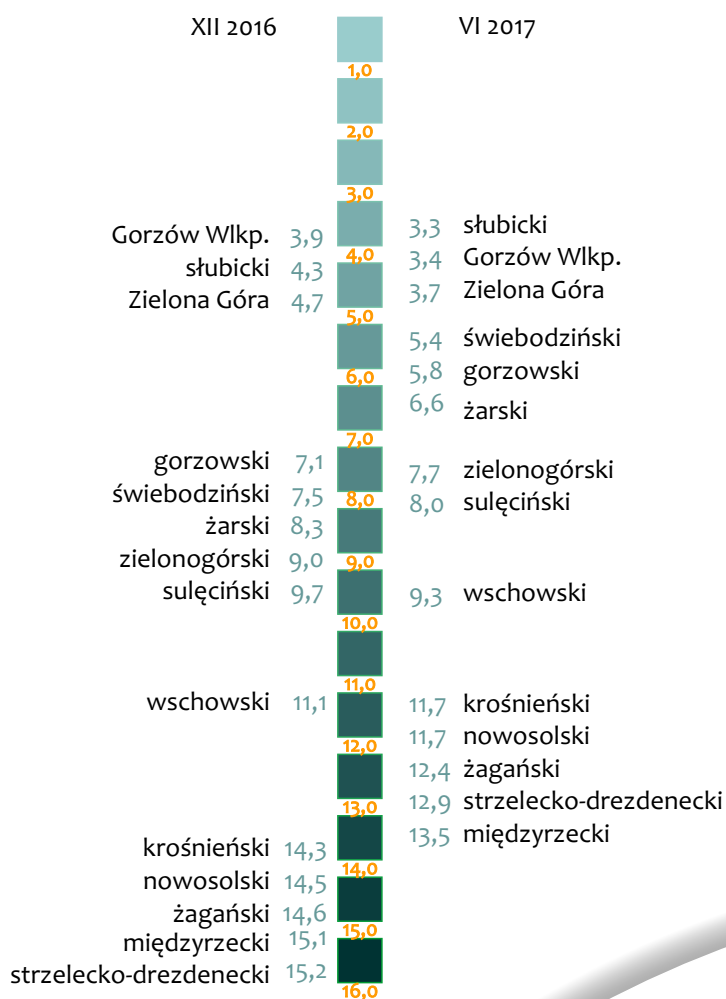 XII 2016 VI 2017
1,0
2,0
3,0
słubicki 3,3
Gorzów Wlkp. 3,9
4,0
3,4 Gorzów Wlkp.
słubicki 4,3
3,7 Zielona Góra
Zielona Góra 4,7
5,0
5,4 świebodziński
5,8 gorzowski
6,0
6,6 żarski
7,0
gorzowski 7,1
7,7 zielonogórski
świebodziński 7,5
8,0
8,0 sulęciński
żarski 8,3
zielonogórski 9,0
9,0
sulęciński 9,7
9,3 wschowski
10,0
11,0
wschowski 11,1
11,7 krośnieński
11,7 nowosolski
12,0
12,4 żagański
12,9 strzelecko-drezdenecki
13,0
13,5 międzyrzecki
krośnieński 14,3
14,0
nowosolski 14,5
żagański 14,6
15,0
międzyrzecki 15,1
strzelecko-drezdenecki 15,2
16,0